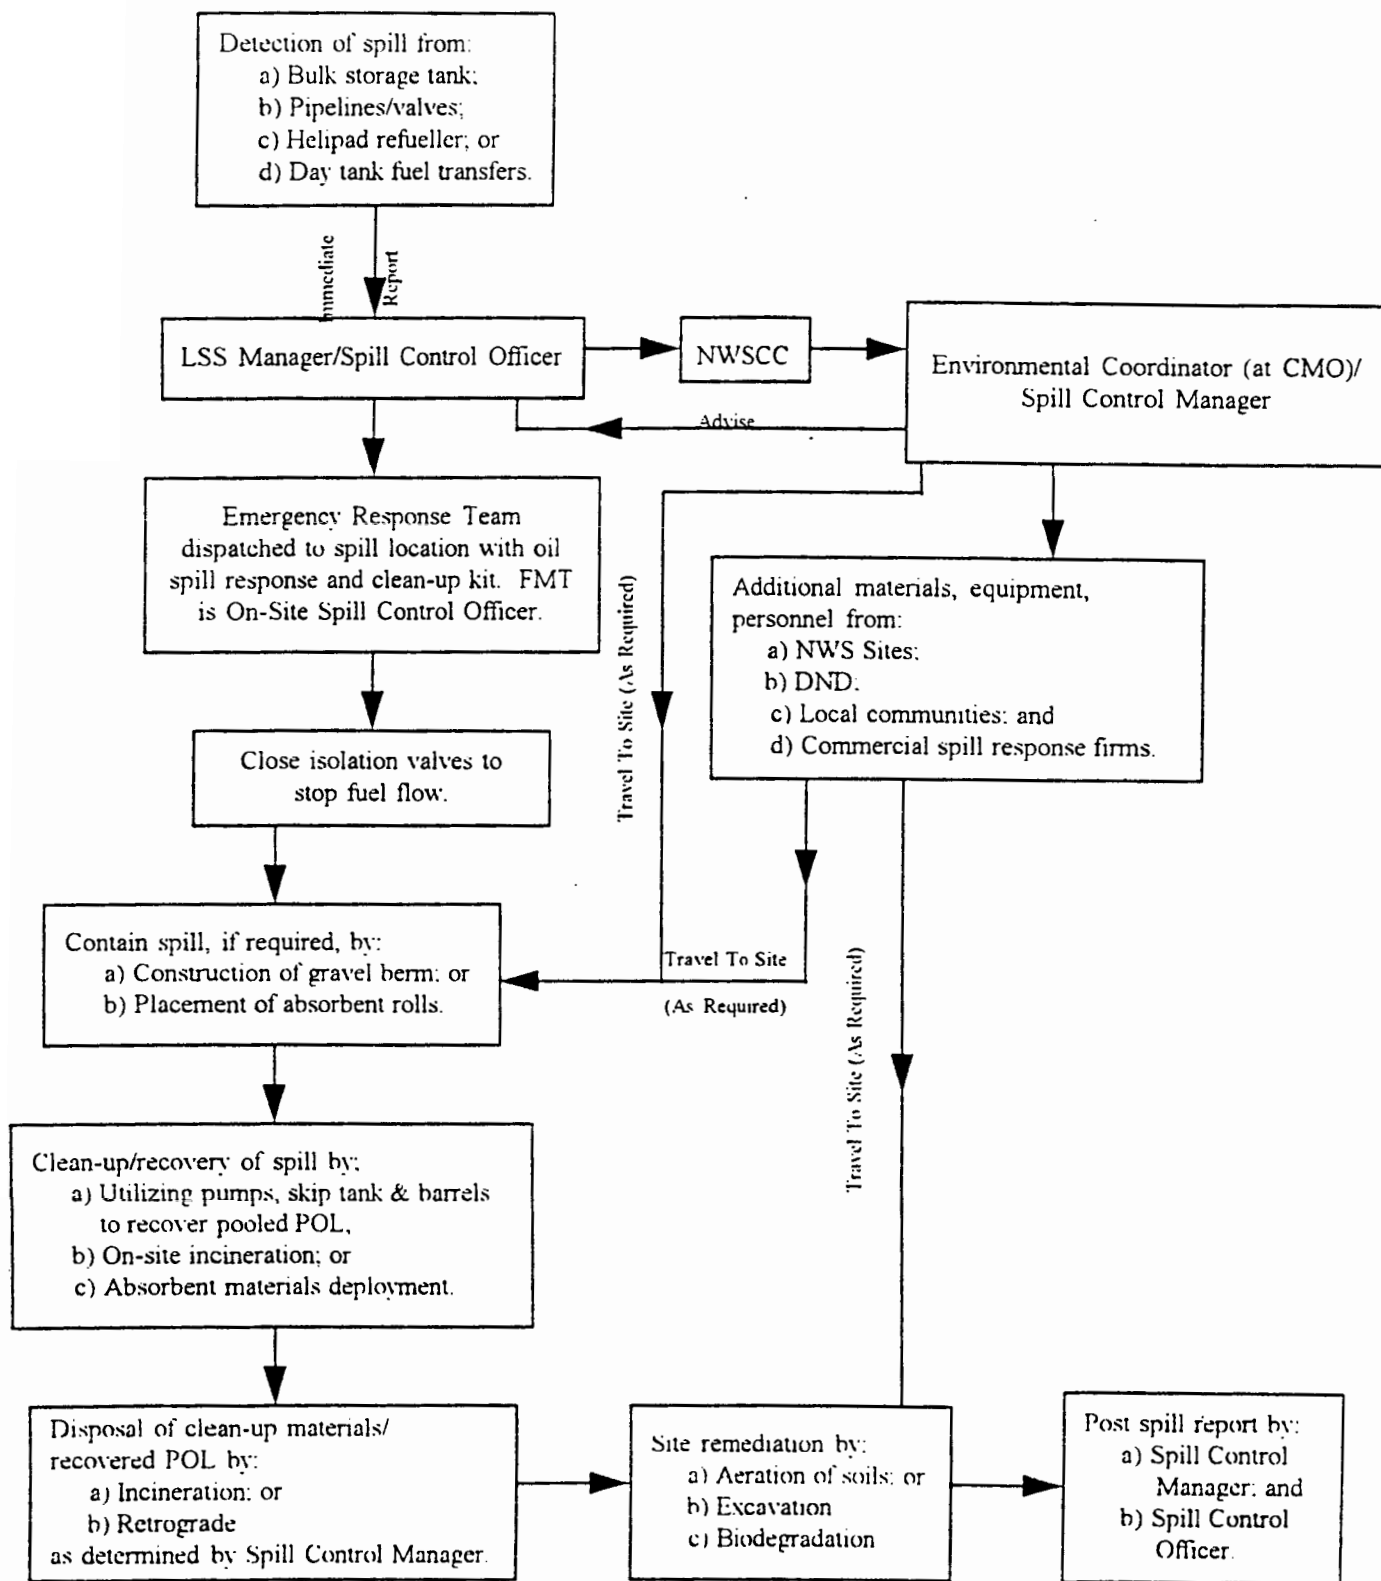 Detection of spill from:
a) Bulk storage tank;
b) Pipelines/valves;
c) Helipad refueller; or
d) Day tank fuel transfers.
Immediate
Report
LSS Manager/Spill Control Officer
NWSCC
Environmental Coordinator (at CMO)/
Spill Control Manager
Advise
Emergency Response Team
dispatched to spill location with oil
spill response and clean-up kit. FMT
is On-Site Spill Control Officer.
Travel To Site (As Required)
Additional materials, equipment,
personnel from:
a) NWS Sites;
b) DND;
c) Local communities; and
d) Commercial spill response firms.
Close isolation valves to
stop fuel flow.
Contain spill, if required, by:
a) Construction of gravel berm; or
b) Placement of absorbent rolls.
Travel To Site
(As Required)
Travel To Site (As Required)
Clean-up/recovery of spill by;
a) Utilizing pumps, skip tank & barrels
to recover pooled POL,
b) On-site incineration; or
c) Absorbent materials deployment.
Disposal of clean-up materials/
recovered POL by:
a) Incineration; or
b) Retrograde
as determined by Spill Control Manager.
Site remediation by:
a) Aeration of soils; or
b) Excavation
c) Biodegradation
Post spill report by:
a) Spill Control
Manager; and
b) Spill Control
Officer.